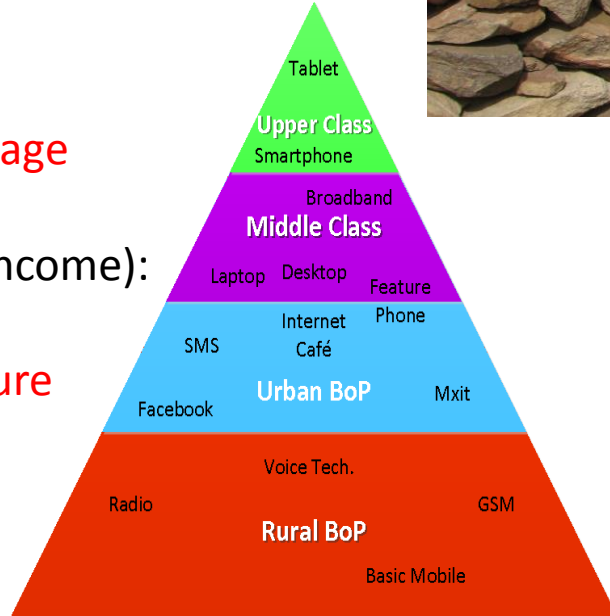 age
ncome):
ure
Tablet
Upper Class
Smartphone
Broadband
Middle Class
Laptop Desktop
Feature
Phone
Internet
Café
SMS
Urban BoP
Mxit
Facebook
Voice Tech.
Radio
GSM
Rural BoP
Basic Mobile